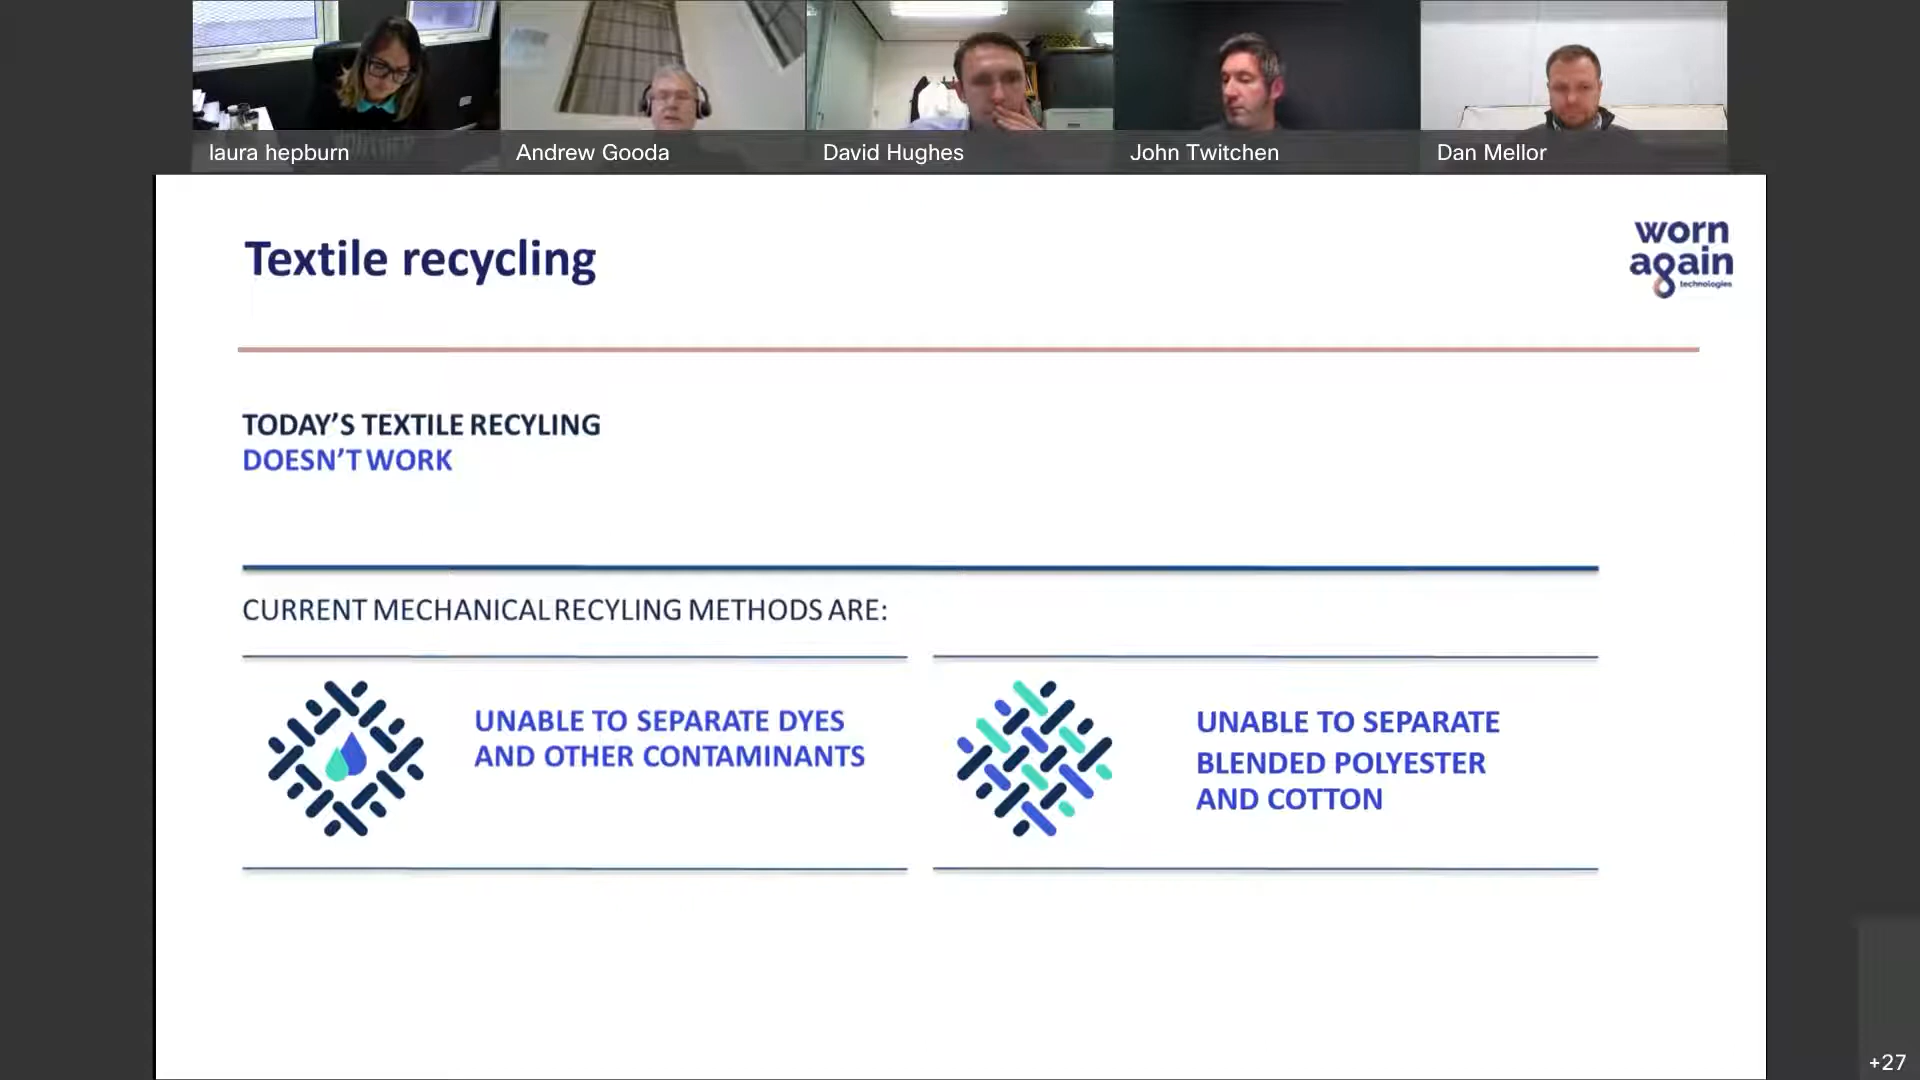 laura hepburn
Andrew Gooda
David Hughes
John Twitchen
Dan Mellor
Textile recycling
worn
again
technologies
TODAY'S TEXTILE RECYLING
DOESN'T WORK
CURRENT MECHANICAL RECYLING METHODS ARE:
UNABLE TO SEPARATE DYES
AND OTHER CONTAMINANTS
UNABLE TO SEPARATE
BLENDED POLYESTER
AND COTTON
+27